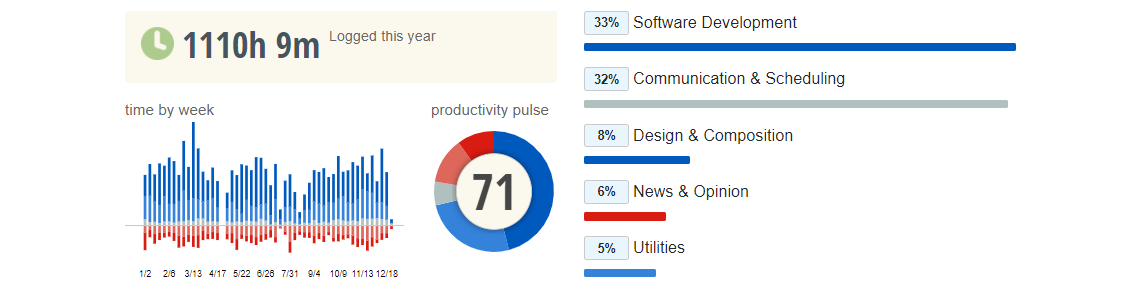 1110h 9m Logged this year
time by week
productivity pulse
71
1/2 2/6 3/13 4/17 5/22 6/26 7/31 9/4 10/9 11/13 12/18
33% Software Development
32% Communication & Scheduling
8% Design & Composition
6% News & Opinion
5% Utilities